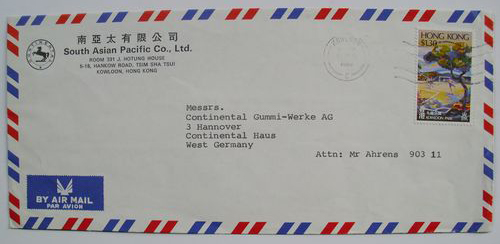 南亞太有限公司
South Asian Pacific Co., Ltd.
ROOM 331 J. HOTUNG HOUSE
5-15, HANKOW ROAD, TSIM SHA TSUI
KOWLOON, HONG KONG
HONG KONG
$1.30
Messrs.
Continental Gummi-Werke AG
3 Hannover
Continental Haus
West Germany
Attn: Mr Ahrens 903 11
BY AIR MAIL
PAR AVION